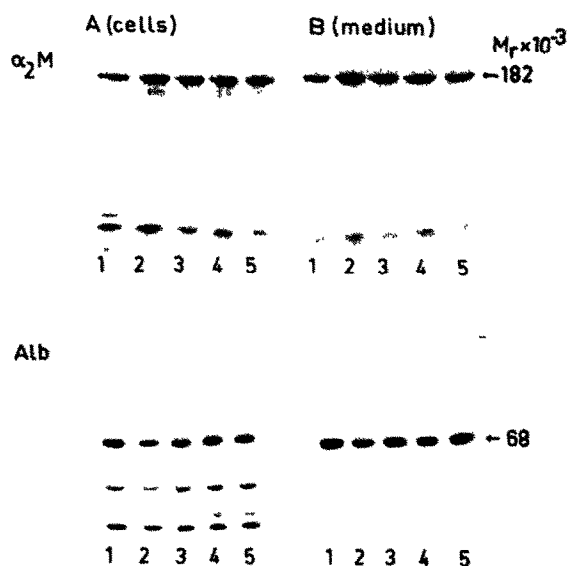 A (cells) B (medium)
α₂M Mᵣ×10⁻³
←182
1 2 3 4 5 1 2 3 4 5
Alb
←68
1 2 3 4 5 1 2 3 4 5